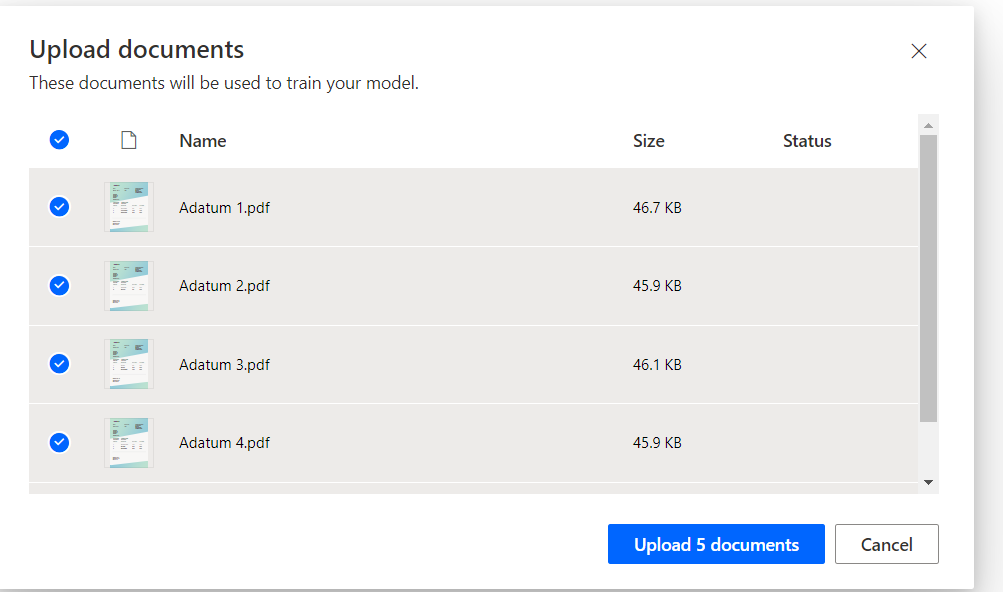 Upload documents
These documents will be used to train your model.
Name Size Status
Adatum 1.pdf 46.7 KB
Adatum 2.pdf 45.9 KB
Adatum 3.pdf 46.1 KB
Adatum 4.pdf 45.9 KB
Upload 5 documents Cancel